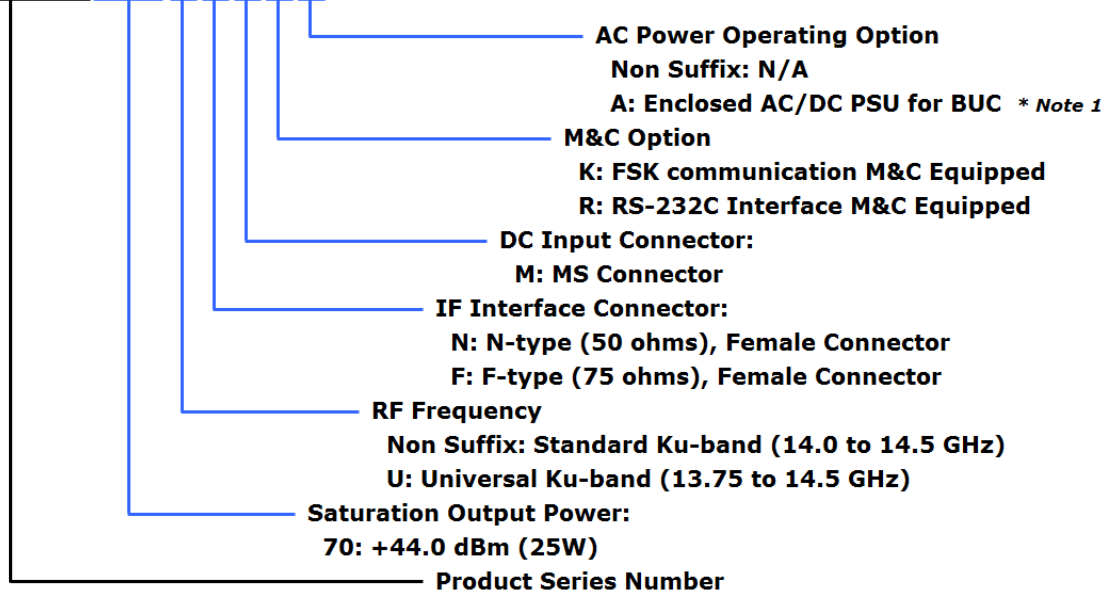 AC Power Operating Option
Non Suffix: N/A
A: Enclosed AC/DC PSU for BUC * Note 1
M&C Option
K: FSK communication M&C Equipped
R: RS-232C Interface M&C Equipped
DC Input Connector:
M: MS Connector
IF Interface Connector:
N: N-type (50 ohms), Female Connector
F: F-type (75 ohms), Female Connector
RF Frequency
Non Suffix: Standard Ku-band (14.0 to 14.5 GHz)
U: Universal Ku-band (13.75 to 14.5 GHz)
Saturation Output Power:
70: +44.0 dBm (25W)
Product Series Number